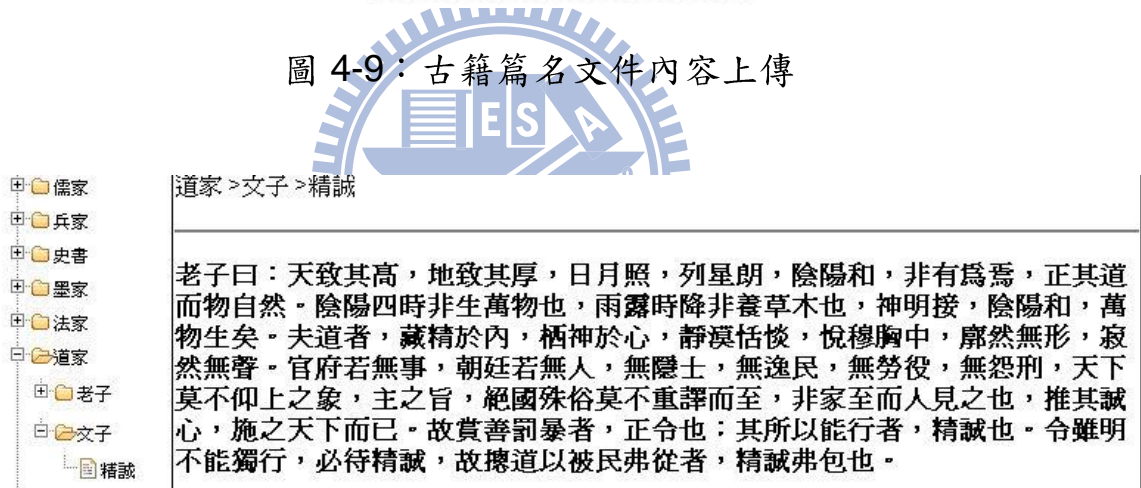 圖 4-9：古籍篇名文件內容上傳
ESA
儒家
兵家
史書
墨家
法家
道家
老子
文子
精誠
道家 >文子 >精誠
老子曰：天致其高，地致其厚，日月照，列星朗，陰陽和，非有為焉，正其道
而物自然。陰陽四時非生萬物也，雨露時降非養草木也，神明接，陰陽和，萬
物生矣。夫道者，藏精於內，栖神於心，靜漠恬惔，悅穆胸中，廓然無形，寂
然無聲。官府若無事，朝廷若無人，無隱士，無逸民，無勞役，無怨刑，天下
莫不仰上之象，主之旨，絕國殊俗莫不重譯而至，非家至而人見之也，推其誠
心，施之天下而已。故賞善罰暴者，正令也：其所以能行者，精誠也。令雖明
不能獨行，必待精誠，故摠道以被民弗從者，精誠弗包也。